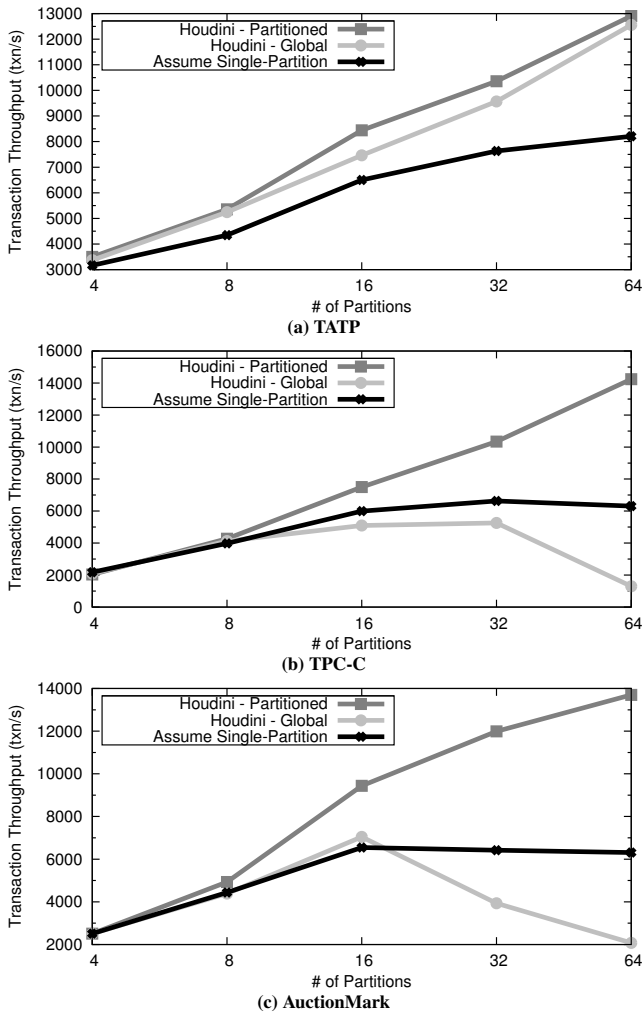 13000
12000
11000
10000
9000
8000
7000
6000
5000
4000
3000
Transaction Throughput (txn/s)
Houdini - Partitioned
Houdini - Global
Assume Single-Partition
4 8 16 32 64
# of Partitions
(a) TATP
16000
14000
12000
10000
8000
6000
4000
2000
0
Transaction Throughput (txn/s)
Houdini - Partitioned
Houdini - Global
Assume Single-Partition
4 8 16 32 64
# of Partitions
(b) TPC-C
14000
12000
10000
8000
6000
4000
2000
Transaction Throughput (txn/s)
Houdini - Partitioned
Houdini - Global
Assume Single-Partition
4 8 16 32 64
# of Partitions
(c) AuctionMark